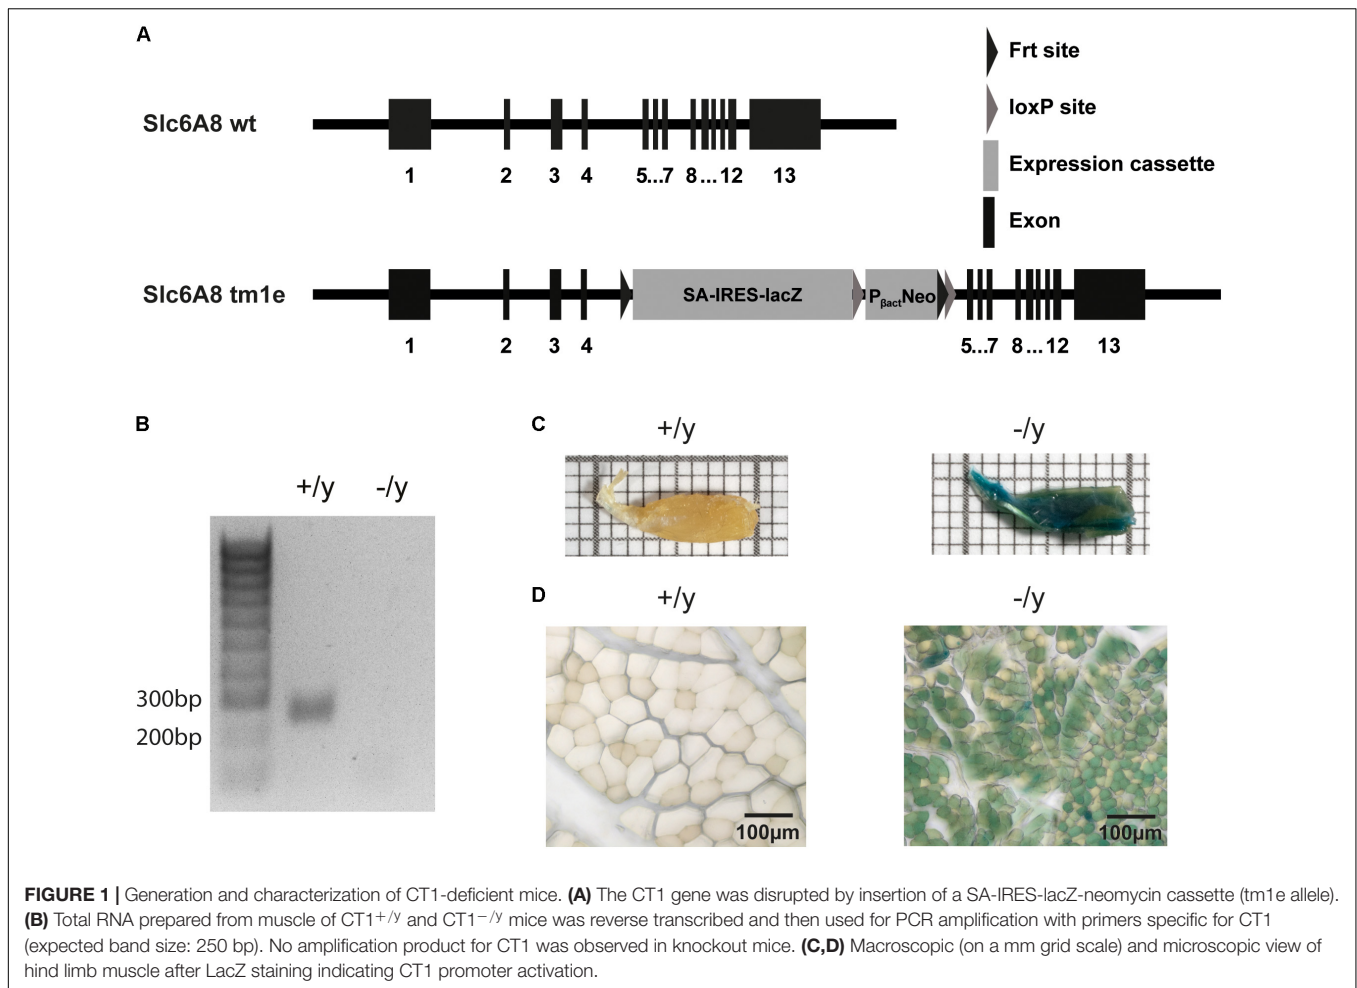 A
Frt site
loxP site
Expression cassette
Exon
Slc6A8 wt
1 2 3 4 5...7 8...12 13
Slc6A8 tm1e
SA-IRES-lacZ
PβactNeo
1 2 3 4 5...7 8...12 13
B
+/y -/y
300bp
200bp
C
+/y -/y
D
+/y -/y
100µm 100µm
FIGURE 1 | Generation and characterization of CT1-deficient mice. (A) The CT1 gene was disrupted by insertion of a SA-IRES-lacZ-neomycin cassette (tm1e allele).
(B) Total RNA prepared from muscle of CT1+/y and CT1−/y mice was reverse transcribed and then used for PCR amplification with primers specific for CT1
(expected band size: 250 bp). No amplification product for CT1 was observed in knockout mice. (C,D) Macroscopic (on a mm grid scale) and microscopic view of
hind limb muscle after LacZ staining indicating CT1 promoter activation.